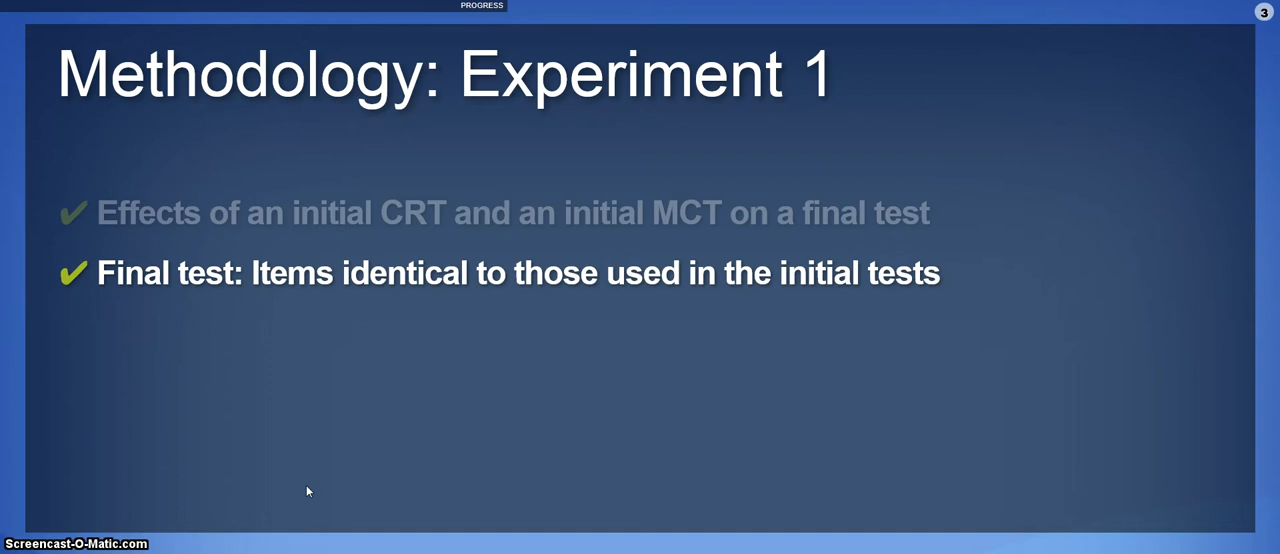 PROGRESS
3
Methodology: Experiment 1
✔ Effects of an initial CRT and an initial MCT on a final test
✔ Final test: Items identical to those used in the initial tests
Screencast-O-Matic.com